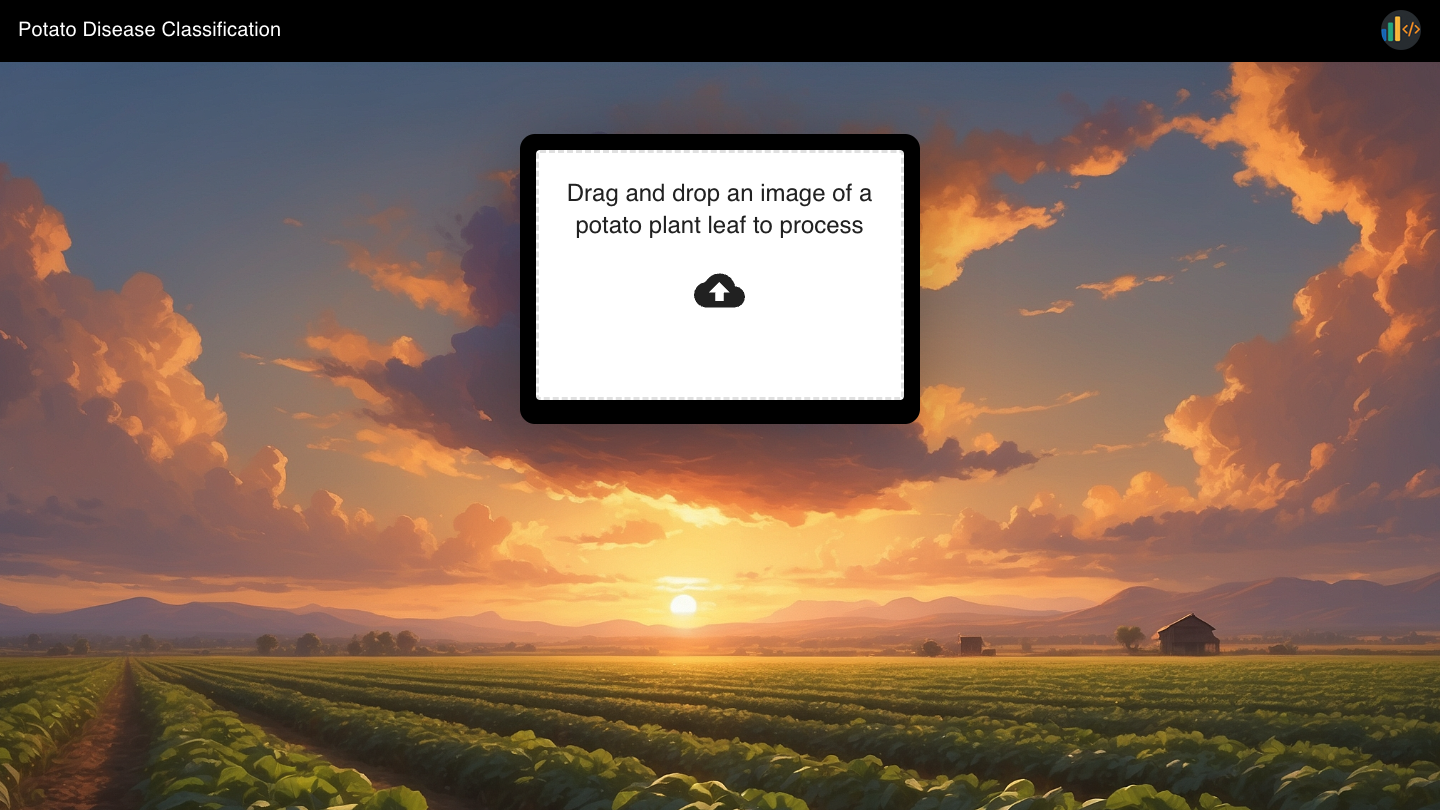 Potato Disease Classification
</>
Drag and drop an image of a
potato plant leaf to process